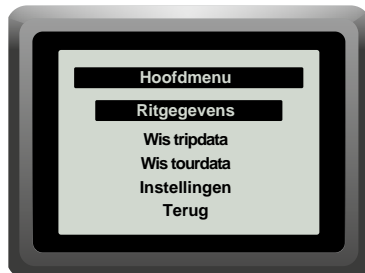 Hoofdmenu
Ritgegevens
Wis tripdata
Wis tourdata
Instellingen
Terug